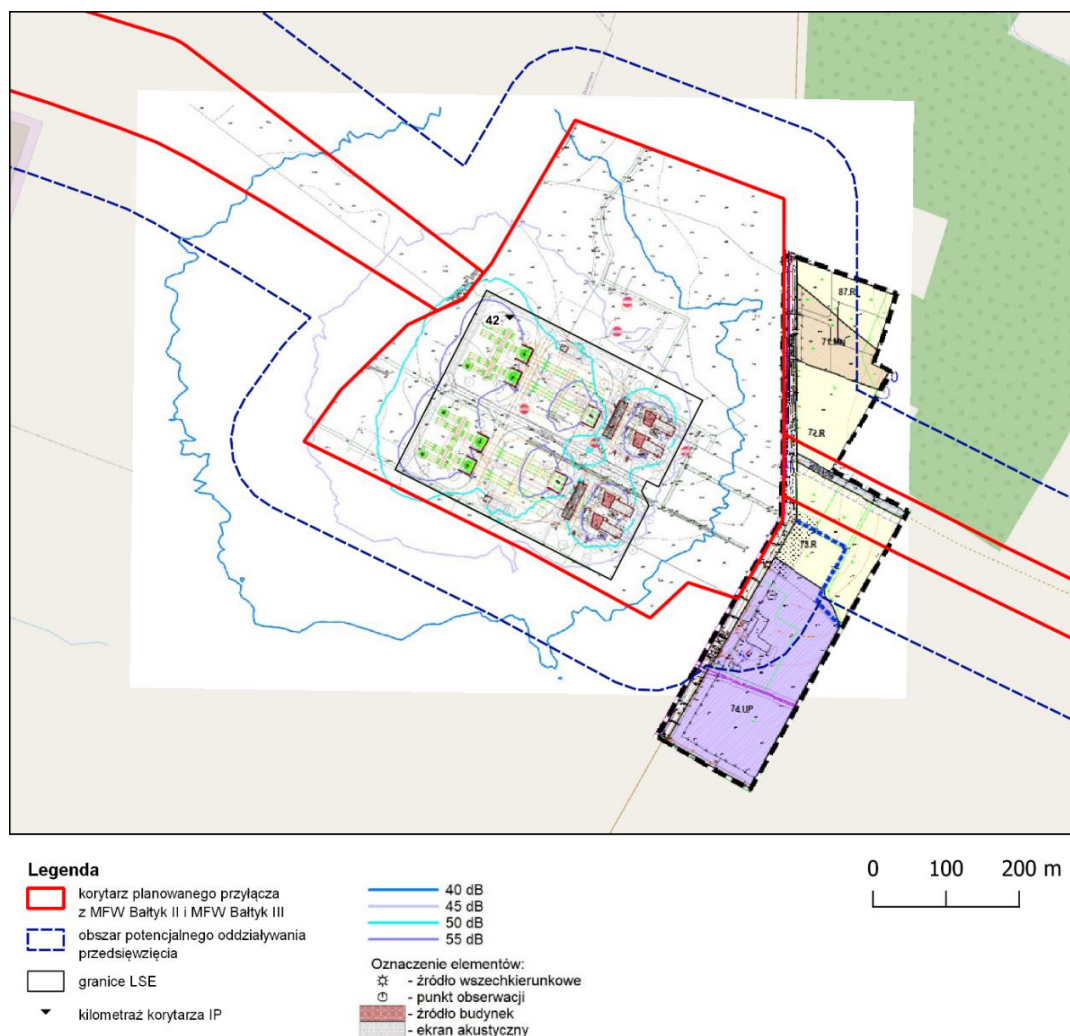 87.R
42
71.MN
72.R
73.R
74.UP
Legenda
korytarz planowanego przyłącza
z MFW Bałtyk II i MFW Bałtyk III
obszar potencjalnego oddziaływania
przedsięwzięcia
granice LSE
kilometraż korytarza IP
40 dB
45 dB
50 dB
55 dB
Oznaczenie elementów:
- źródło wszechkierunkowe
- punkt obserwacji
- źródło budynek
- ekran akustyczny
0 100 200 m